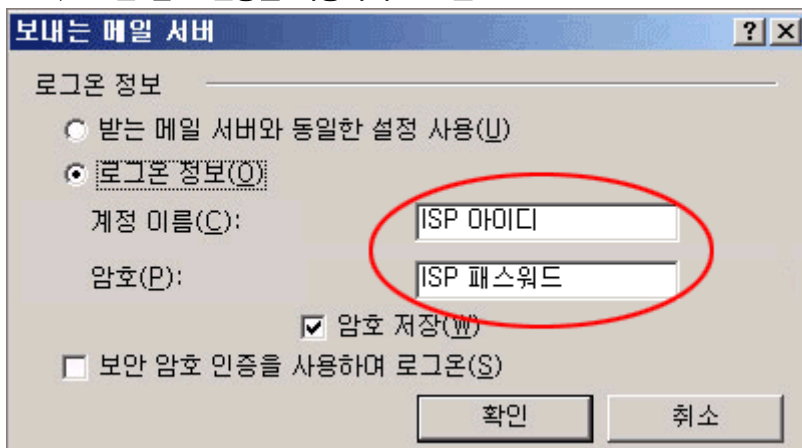 보내는 메일 서버
로그온 정보
받는 메일 서버와 동일한 설정 사용(U)
로그온 정보(O)
계정 이름(C): ISP 아이디
암호(P): ISP 패스워드
암호 저장(W)
보안 암호 인증을 사용하여 로그온(S)
확인 취소